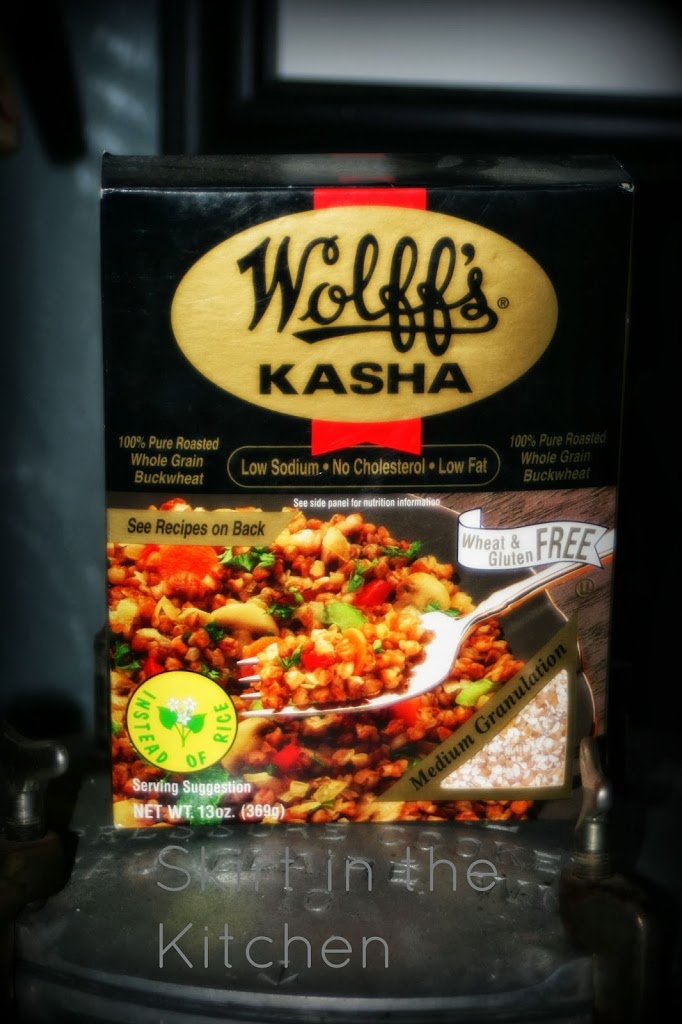 Wolff's®
KASHA
100% Pure Roasted
Whole Grain
Buckwheat
Low Sodium • No Cholesterol • Low Fat
100% Pure Roasted
Whole Grain
Buckwheat
See side panel for nutrition information
See Recipes on Back
Wheat &
Gluten FREE
U
INSTEAD OF RICE
Medium Granulation
Serving Suggestion
NET WT. 13oz. (369g)
Skirt in the
Kitchen